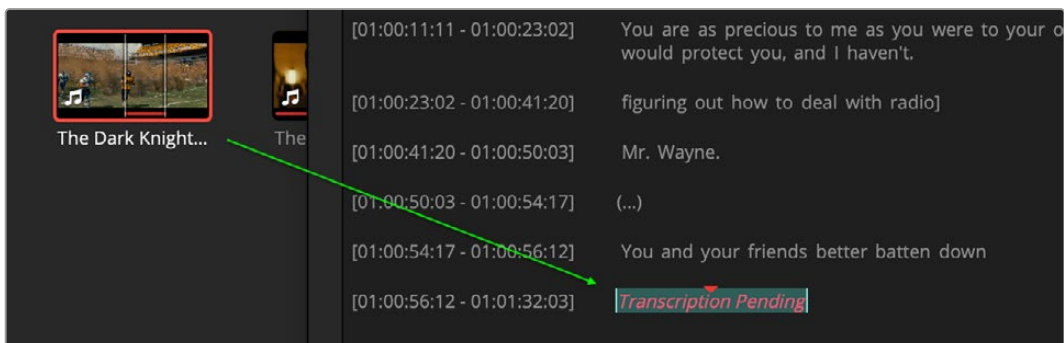 The Dark Knight...
The
[01:00:11:11 - 01:00:23:02] You are as precious to me as you were to your o
would protect you, and I haven't.
[01:00:23:02 - 01:00:41:20] figuring out how to deal with radio]
[01:00:41:20 - 01:00:50:03] Mr. Wayne.
[01:00:50:03 - 01:00:54:17] (...)
[01:00:54:17 - 01:00:56:12] You and your friends better batten down
[01:00:56:12 - 01:01:32:03] Transcription Pending